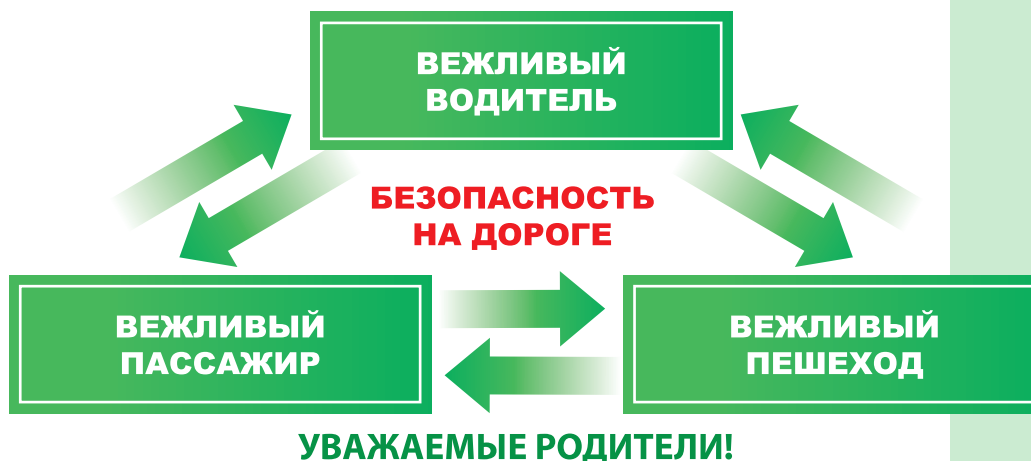 ВЕЖЛИВЫЙ
ВОДИТЕЛЬ
БЕЗОПАСНОСТЬ
НА ДОРОГЕ
ВЕЖЛИВЫЙ
ПАССАЖИР
ВЕЖЛИВЫЙ
ПЕШЕХОД
УВАЖАЕМЫЕ РОДИТЕЛИ!